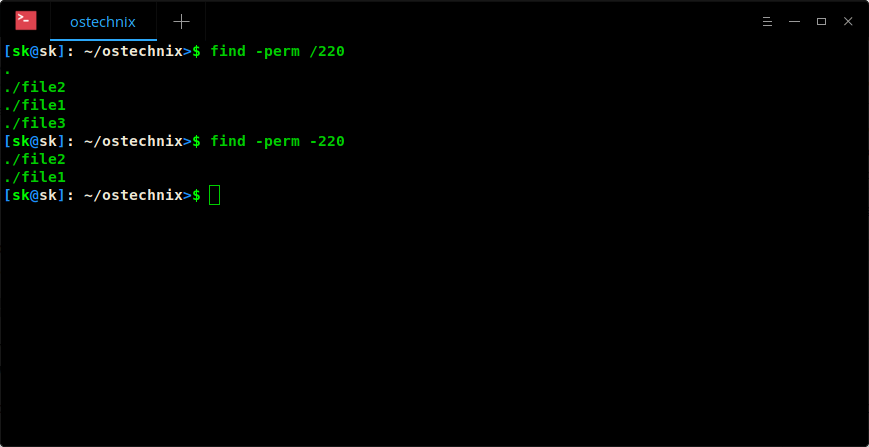 ostechnix
[sk@sk]: ~/ostechnix>$ find -perm /220
.
./file2
./file1
./file3
[sk@sk]: ~/ostechnix>$ find -perm -220
./file2
./file1
[sk@sk]: ~/ostechnix>$